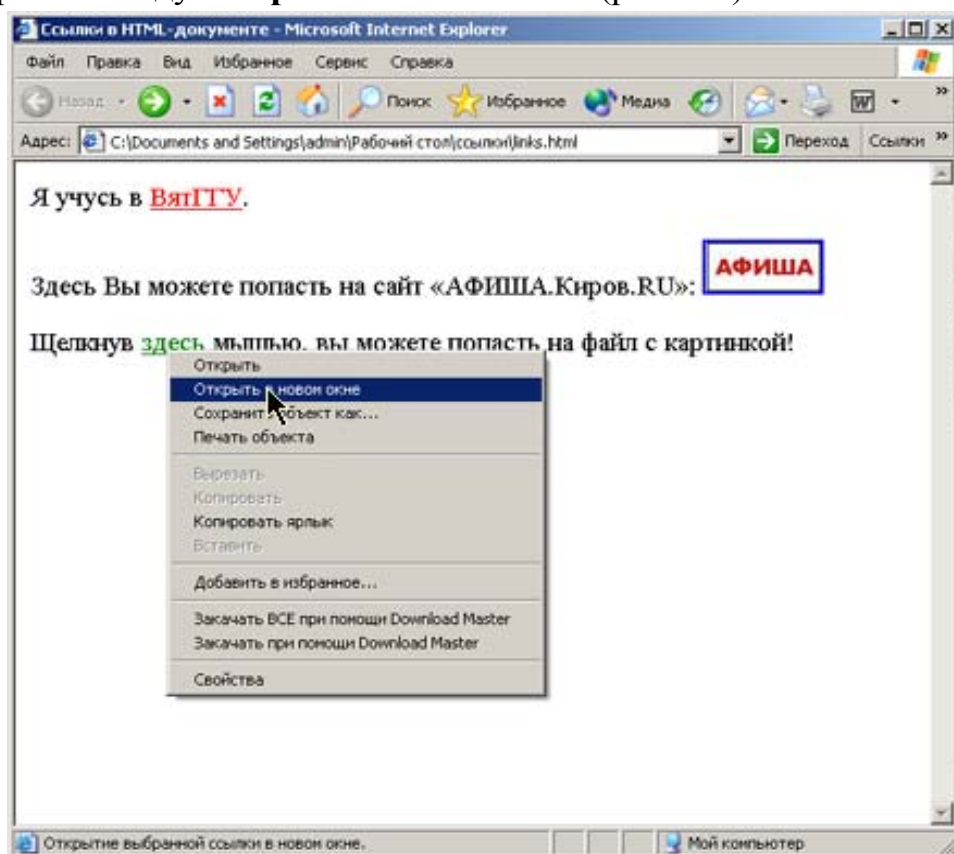 Ссылки в HTML-документе - Microsoft Internet Explorer
Файл Правка Вид Избранное Сервис Справка
Назад Поиск Избранное Медиа
Адрес: C:\Documents and Settings\admin\Рабочий стол\ссылки\links.html Переход Ссылки
Я учусь в ВятГГУ.
АФИША
Здесь Вы можете попасть на сайт «АФИША.Киров.RU»:
Щелкнув здесь мышью, вы можете попасть на файл с картинкой!
Открыть
Открыть в новом окне
Сохранить объект как...
Печать объекта
Вырезать
Копировать
Копировать ярлык
Вставить
Добавить в избранное...
Закачать ВСЕ при помощи Download Master
Закачать при помощи Download Master
Свойства
Открытие выбранной ссылки в новом окне. Мой компьютер